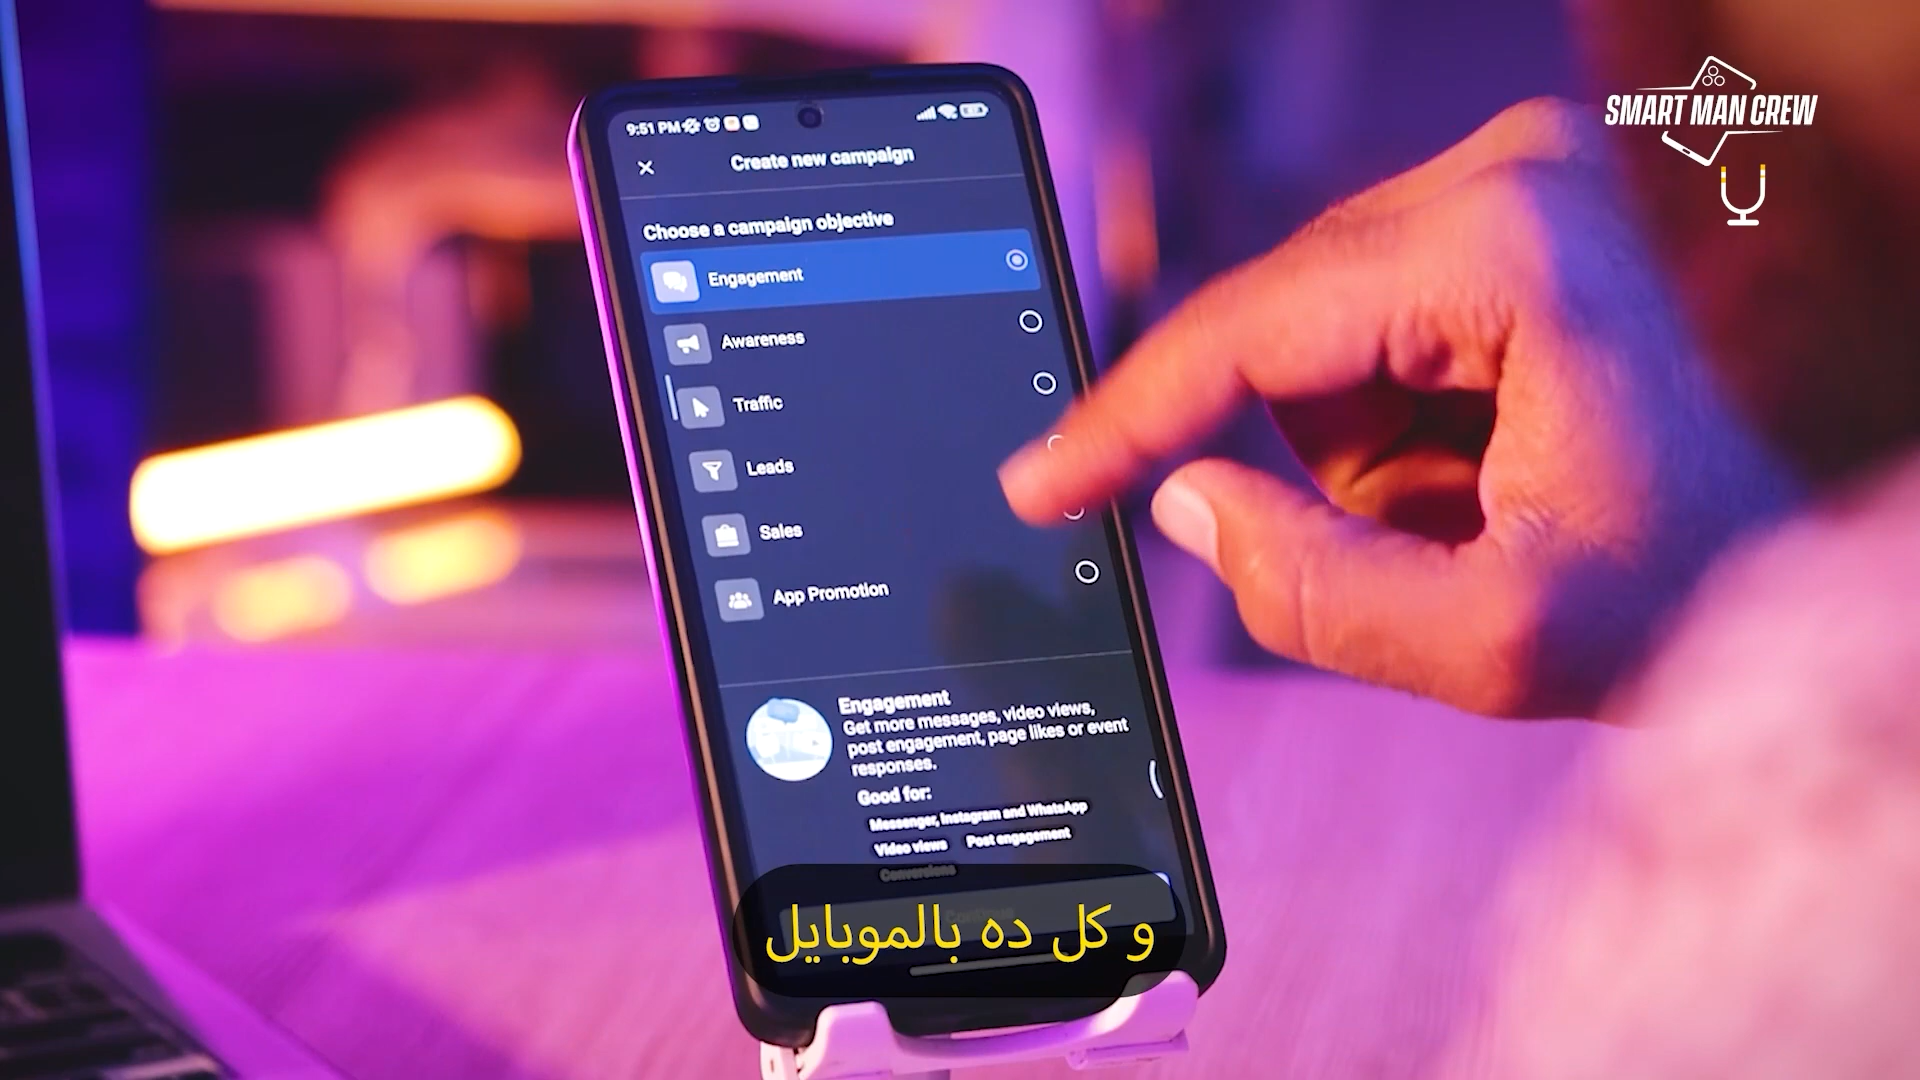 SMART MAN CREW
9:51 PM
Create new campaign
Choose a campaign objective
Engagement
Awareness
Traffic
Leads
Sales
App Promotion
Engagement
Get more messages, video views,
post engagement, page likes or event
responses.
Good for:
Messenger, Instagram and WhatsApp
Video views Post engagement
Conversions
Continue
و كل ده بالموبايل